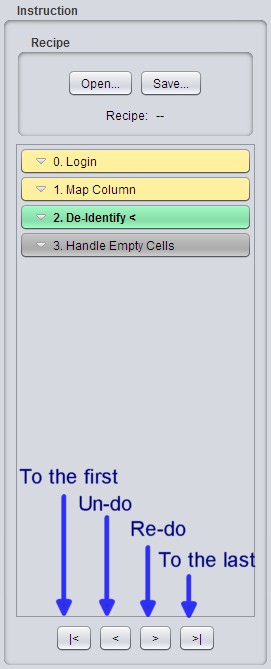 Instruction
Recipe
Open... Save...
Recipe: --
0. Login
1. Map Column
2. De-Identify <
3. Handle Empty Cells
To the first
Un-do
Re-do
To the last
|< < > >|